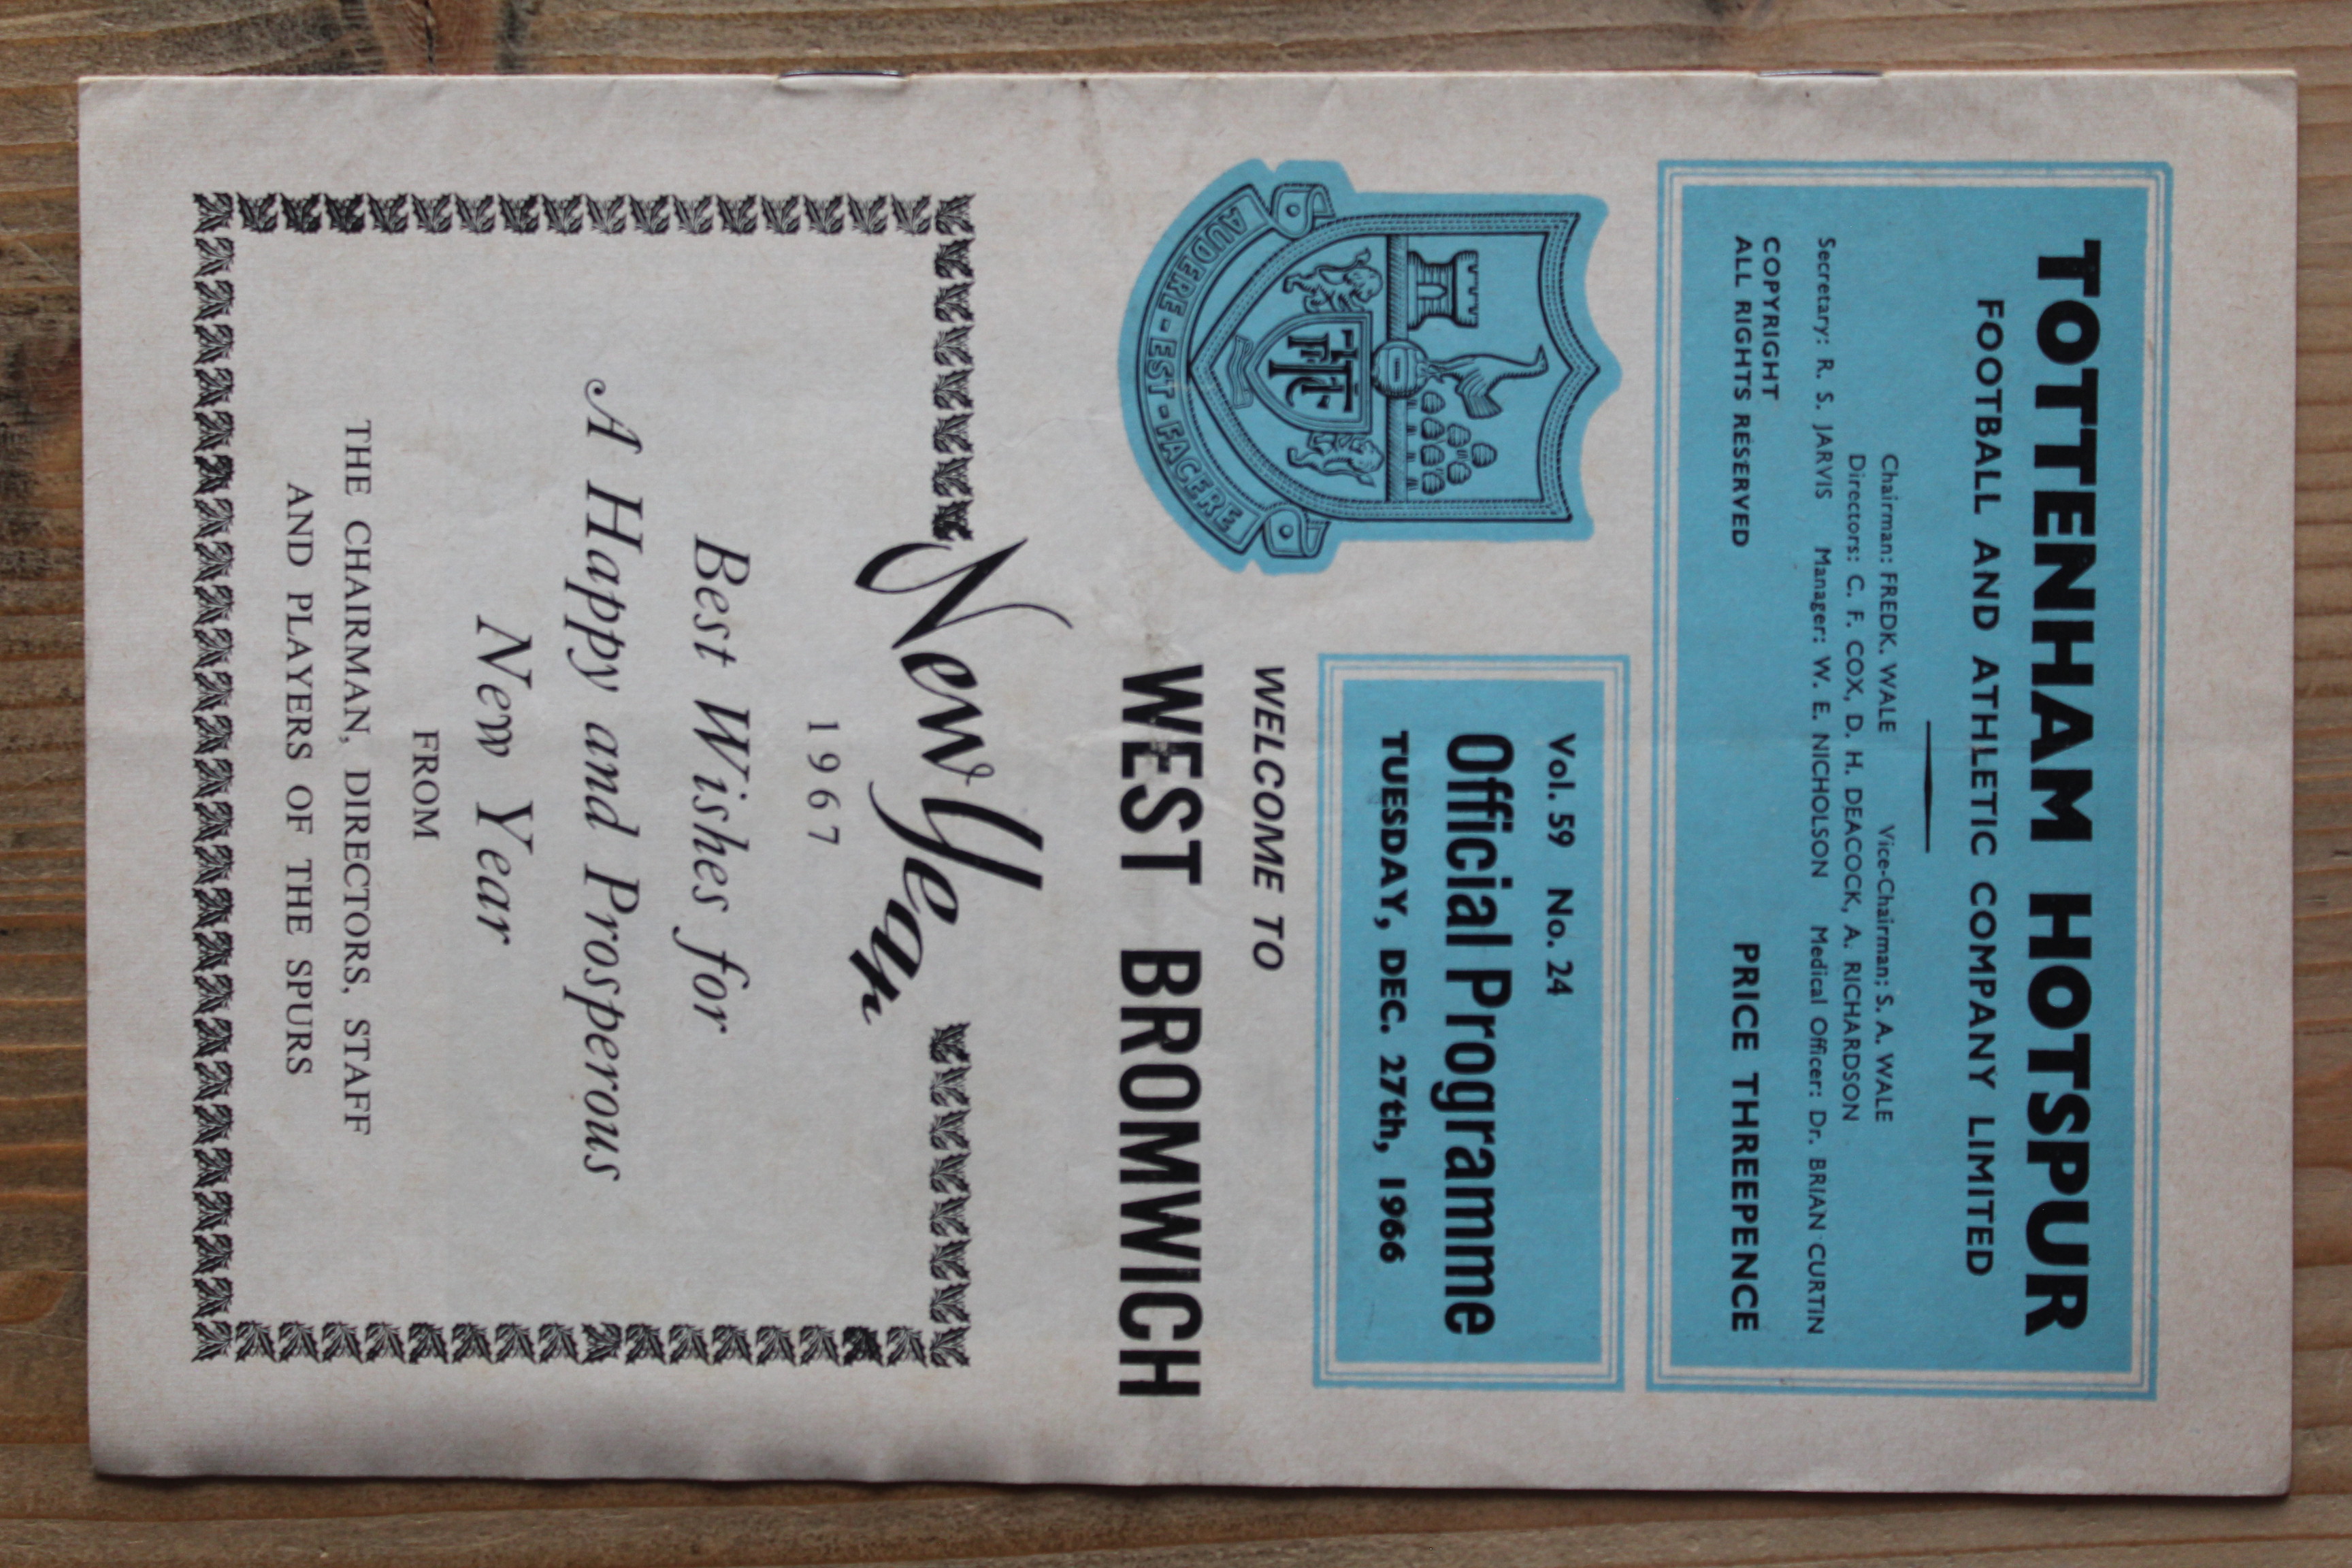 TOTTENHAM HOTSPUR
FOOTBALL AND ATHLETIC COMPANY LIMITED
Chairman: FREDK. WALE Vice-Chairman: S. A. WALE
Directors: C. F. COX, D. H. DEACOCK, A. RICHARDSON
Secretary: R. S. JARVIS Manager: W. E. NICHOLSON Medical Officer: Dr. BRIAN CURTIN
COPYRIGHT
ALL RIGHTS RESERVED PRICE THREEPENCE
Vol. 59 No. 24
Official Programme
TUESDAY, DEC. 27th, 1966
THFC
AUDERE · EST · FACERE
WELCOME TO
WEST BROMWICH
New Year
1967
Best Wishes for
A Happy and Prosperous
New Year
FROM
THE CHAIRMAN, DIRECTORS, STAFF
AND PLAYERS OF THE SPURS